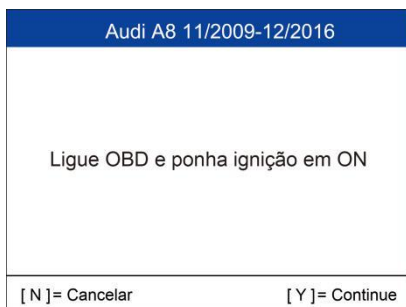 Audi A8 11/2009-12/2016
Ligue OBD e ponha ignição em ON
[ N ]= Cancelar
[ Y ]= Continue